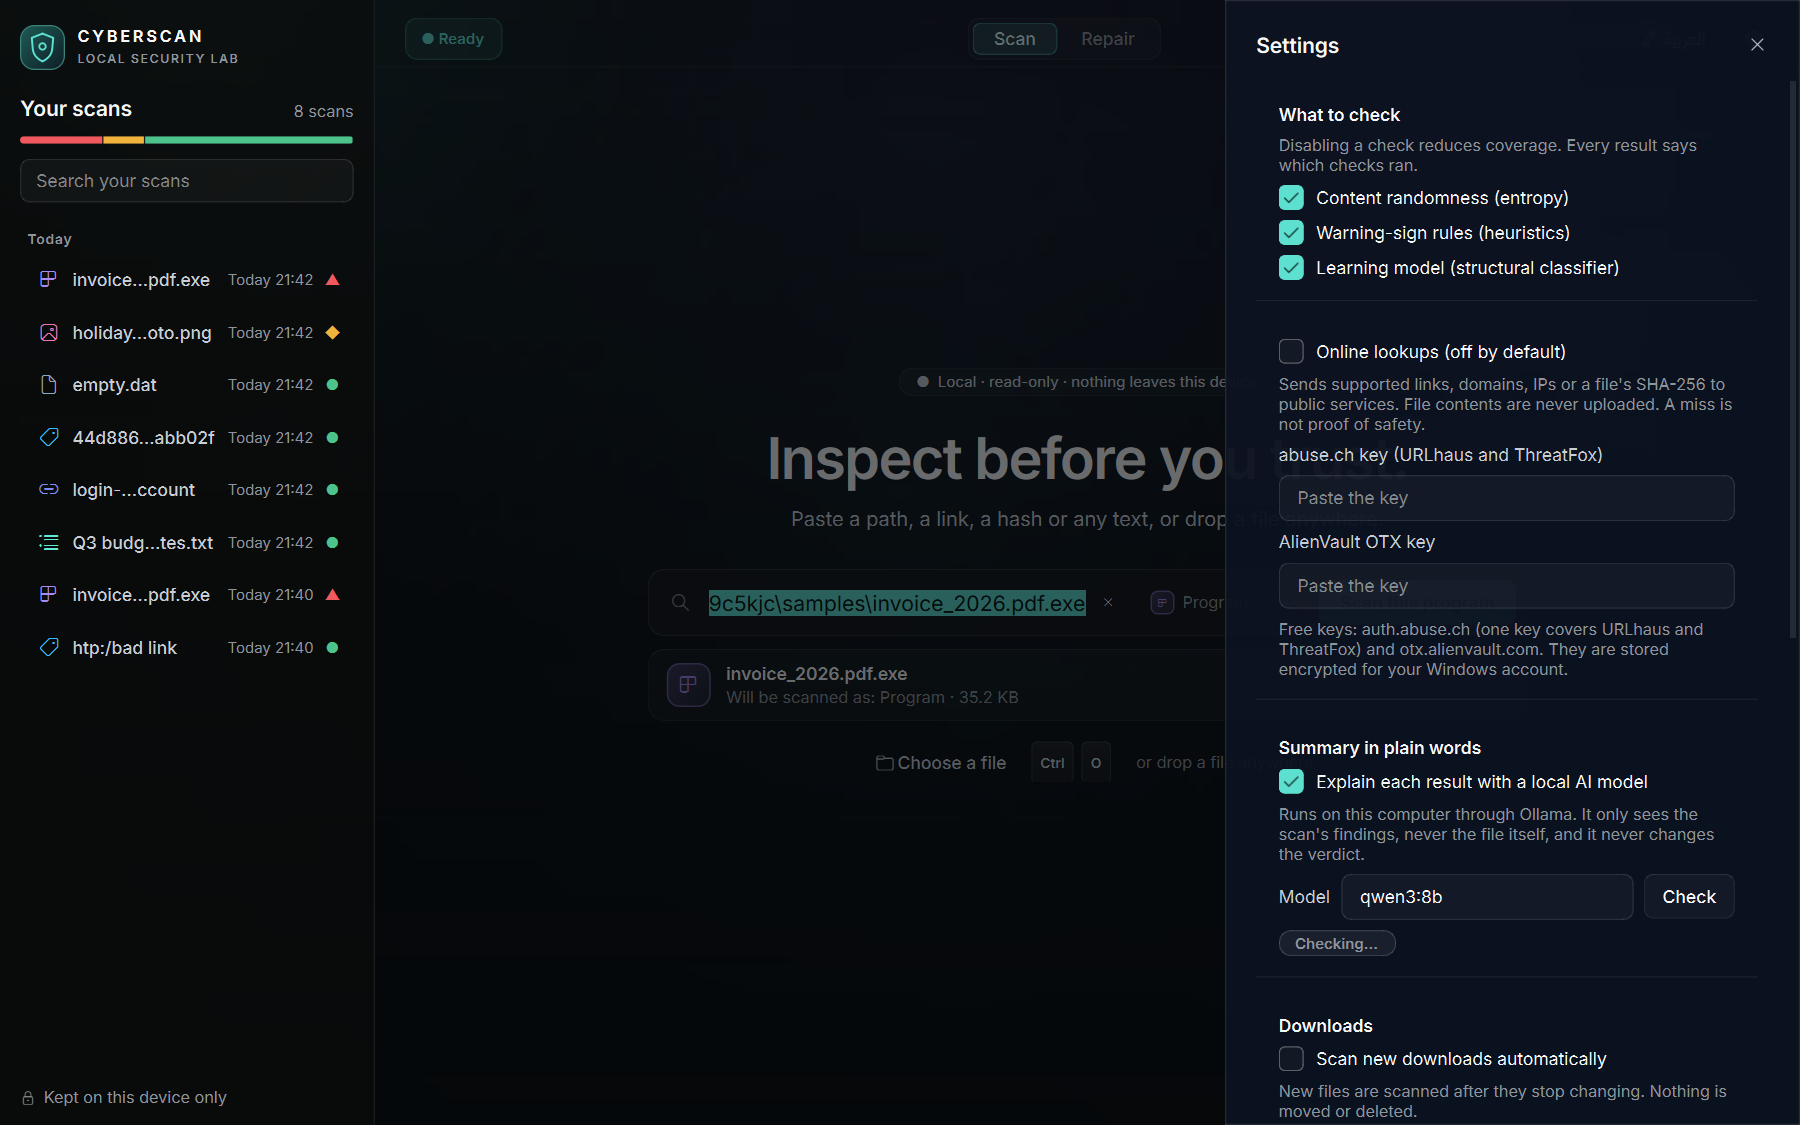 CYBERSCAN
LOCAL SECURITY LAB
Your scans
8 scans
Search your scans
Today
invoice...pdf.exe Today 21:42
holiday...oto.png Today 21:42
empty.dat Today 21:42
44d886...abb02f Today 21:42
login-...ccount Today 21:42
Q3 budg...tes.txt Today 21:42
invoice...pdf.exe Today 21:40
htp:/bad link Today 21:40
Kept on this device only
Ready
Scan
Repair
Local · read-only · nothing leaves this de
Inspect before you trust.
Paste a path, a link, a hash or any text, or drop a file anywhere.
9c5kjc\samples\invoice_2026.pdf.exe
Progr
invoice_2026.pdf.exe
Will be scanned as: Program · 35.2 KB
Choose a file Ctrl O or drop a fil
Settings
What to check
Disabling a check reduces coverage. Every result says
which checks ran.
Content randomness (entropy)
Warning-sign rules (heuristics)
Learning model (structural classifier)
Online lookups (off by default)
Sends supported links, domains, IPs or a file's SHA-256 to
public services. File contents are never uploaded. A miss is
not proof of safety.
abuse.ch key (URLhaus and ThreatFox)
Paste the key
AlienVault OTX key
Paste the key
Free keys: auth.abuse.ch (one key covers URLhaus and
ThreatFox) and otx.alienvault.com. They are stored
encrypted for your Windows account.
Summary in plain words
Explain each result with a local AI model
Runs on this computer through Ollama. It only sees the
scan's findings, never the file itself, and it never changes
the verdict.
Model qwen3:8b Check
Checking...
Downloads
Scan new downloads automatically
New files are scanned after they stop changing. Nothing is
moved or deleted.